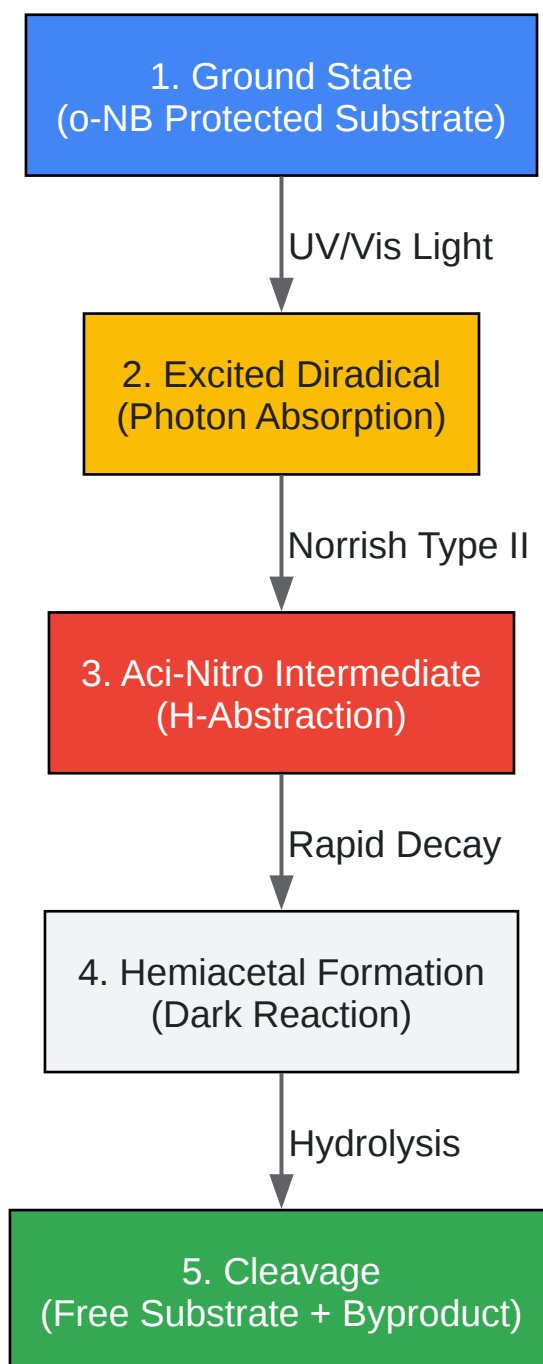 1. Ground State
(o-NB Protected Substrate)
UV/Vis Light
2. Excited Diradical
(Photon Absorption)
Norrish Type II
3. Aci-Nitro Intermediate
(H-Abstraction)
Rapid Decay
4. Hemiacetal Formation
(Dark Reaction)
Hydrolysis
5. Cleavage
(Free Substrate + Byproduct)